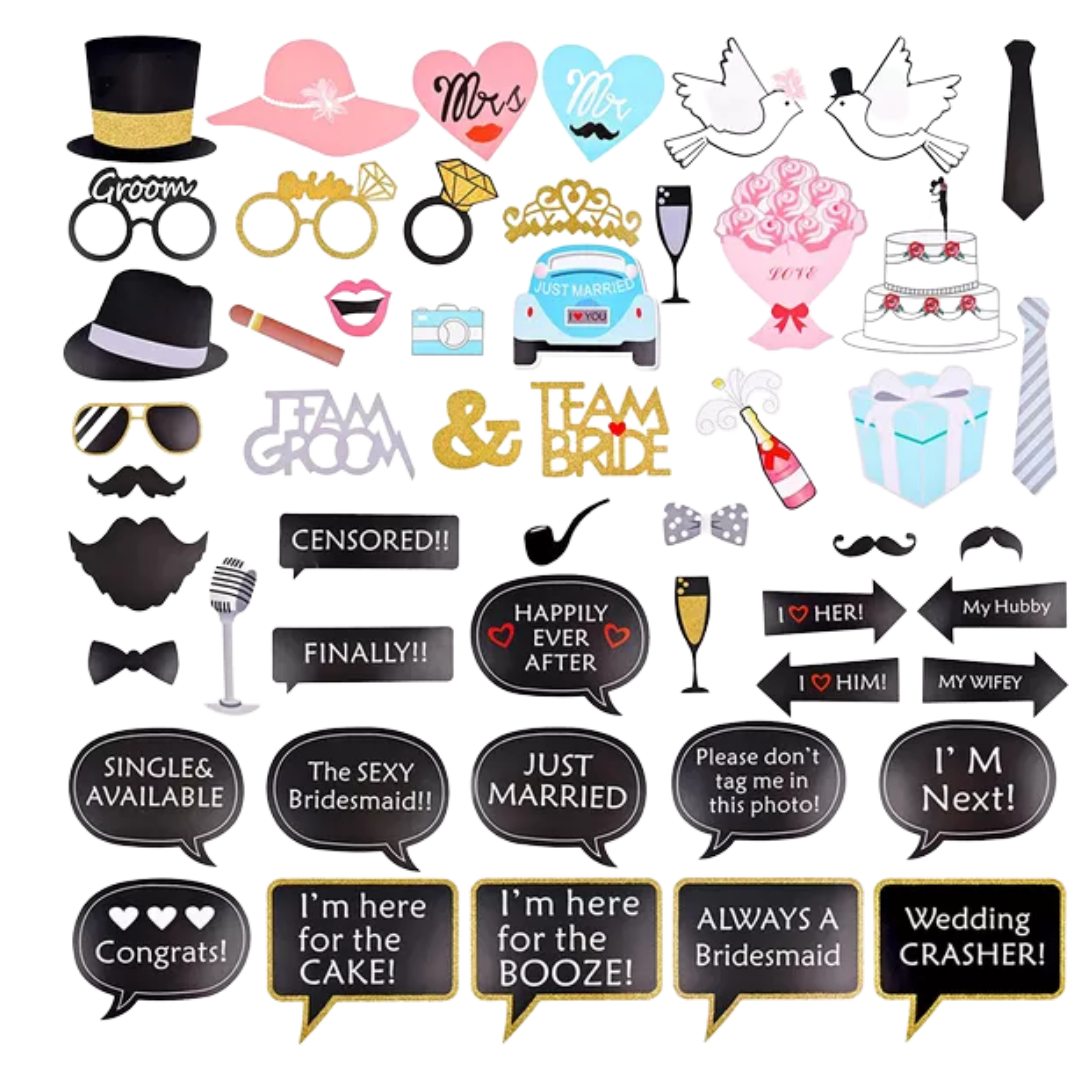 Mrs
Mr
Groom
Bride
LOVE
JUST MARRIED
I ♥ YOU
TEAM
GROOM
&
TEAM
BRIDE
CENSORED!!
HAPPILY
EVER
AFTER
I ♥ HER!
My Hubby
FINALLY!!
I ♥ HIM!
MY WIFEY
SINGLE&
AVAILABLE
The SEXY
Bridesmaid!!
JUST
MARRIED
Please don't
tag me in
this photo!
I'M
Next!
Congrats!
I'm here
for the
CAKE!
I'm here
for the
BOOZE!
ALWAYS A
Bridesmaid
Wedding
CRASHER!